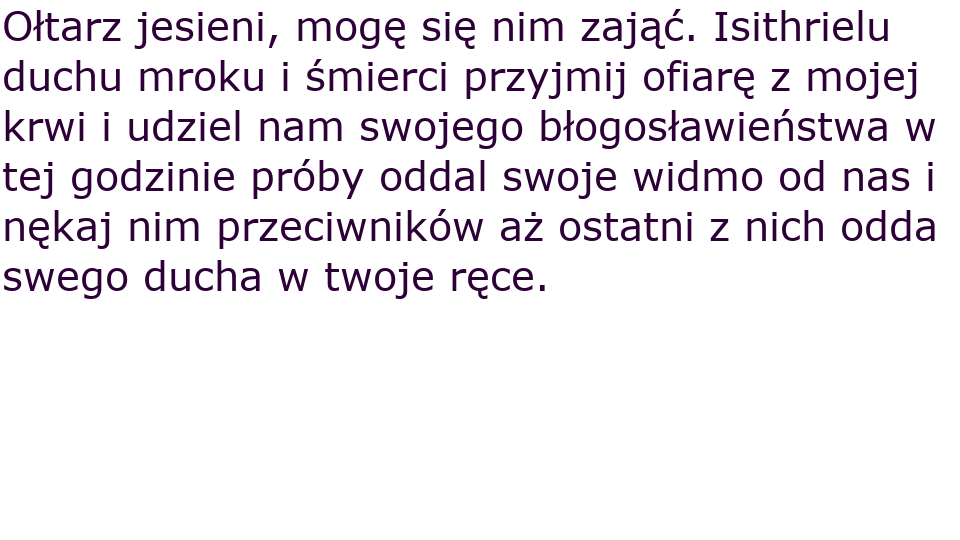 Ołtarz jesieni, mogę się nim zająć. Isithrielu
duchu mroku i śmierci przyjmij ofiarę z mojej
krwi i udziel nam swojego błogosławieństwa w
tej godzinie próby oddal swoje widmo od nas i
nękaj nim przeciwników aż ostatni z nich odda
swego ducha w twoje ręce.